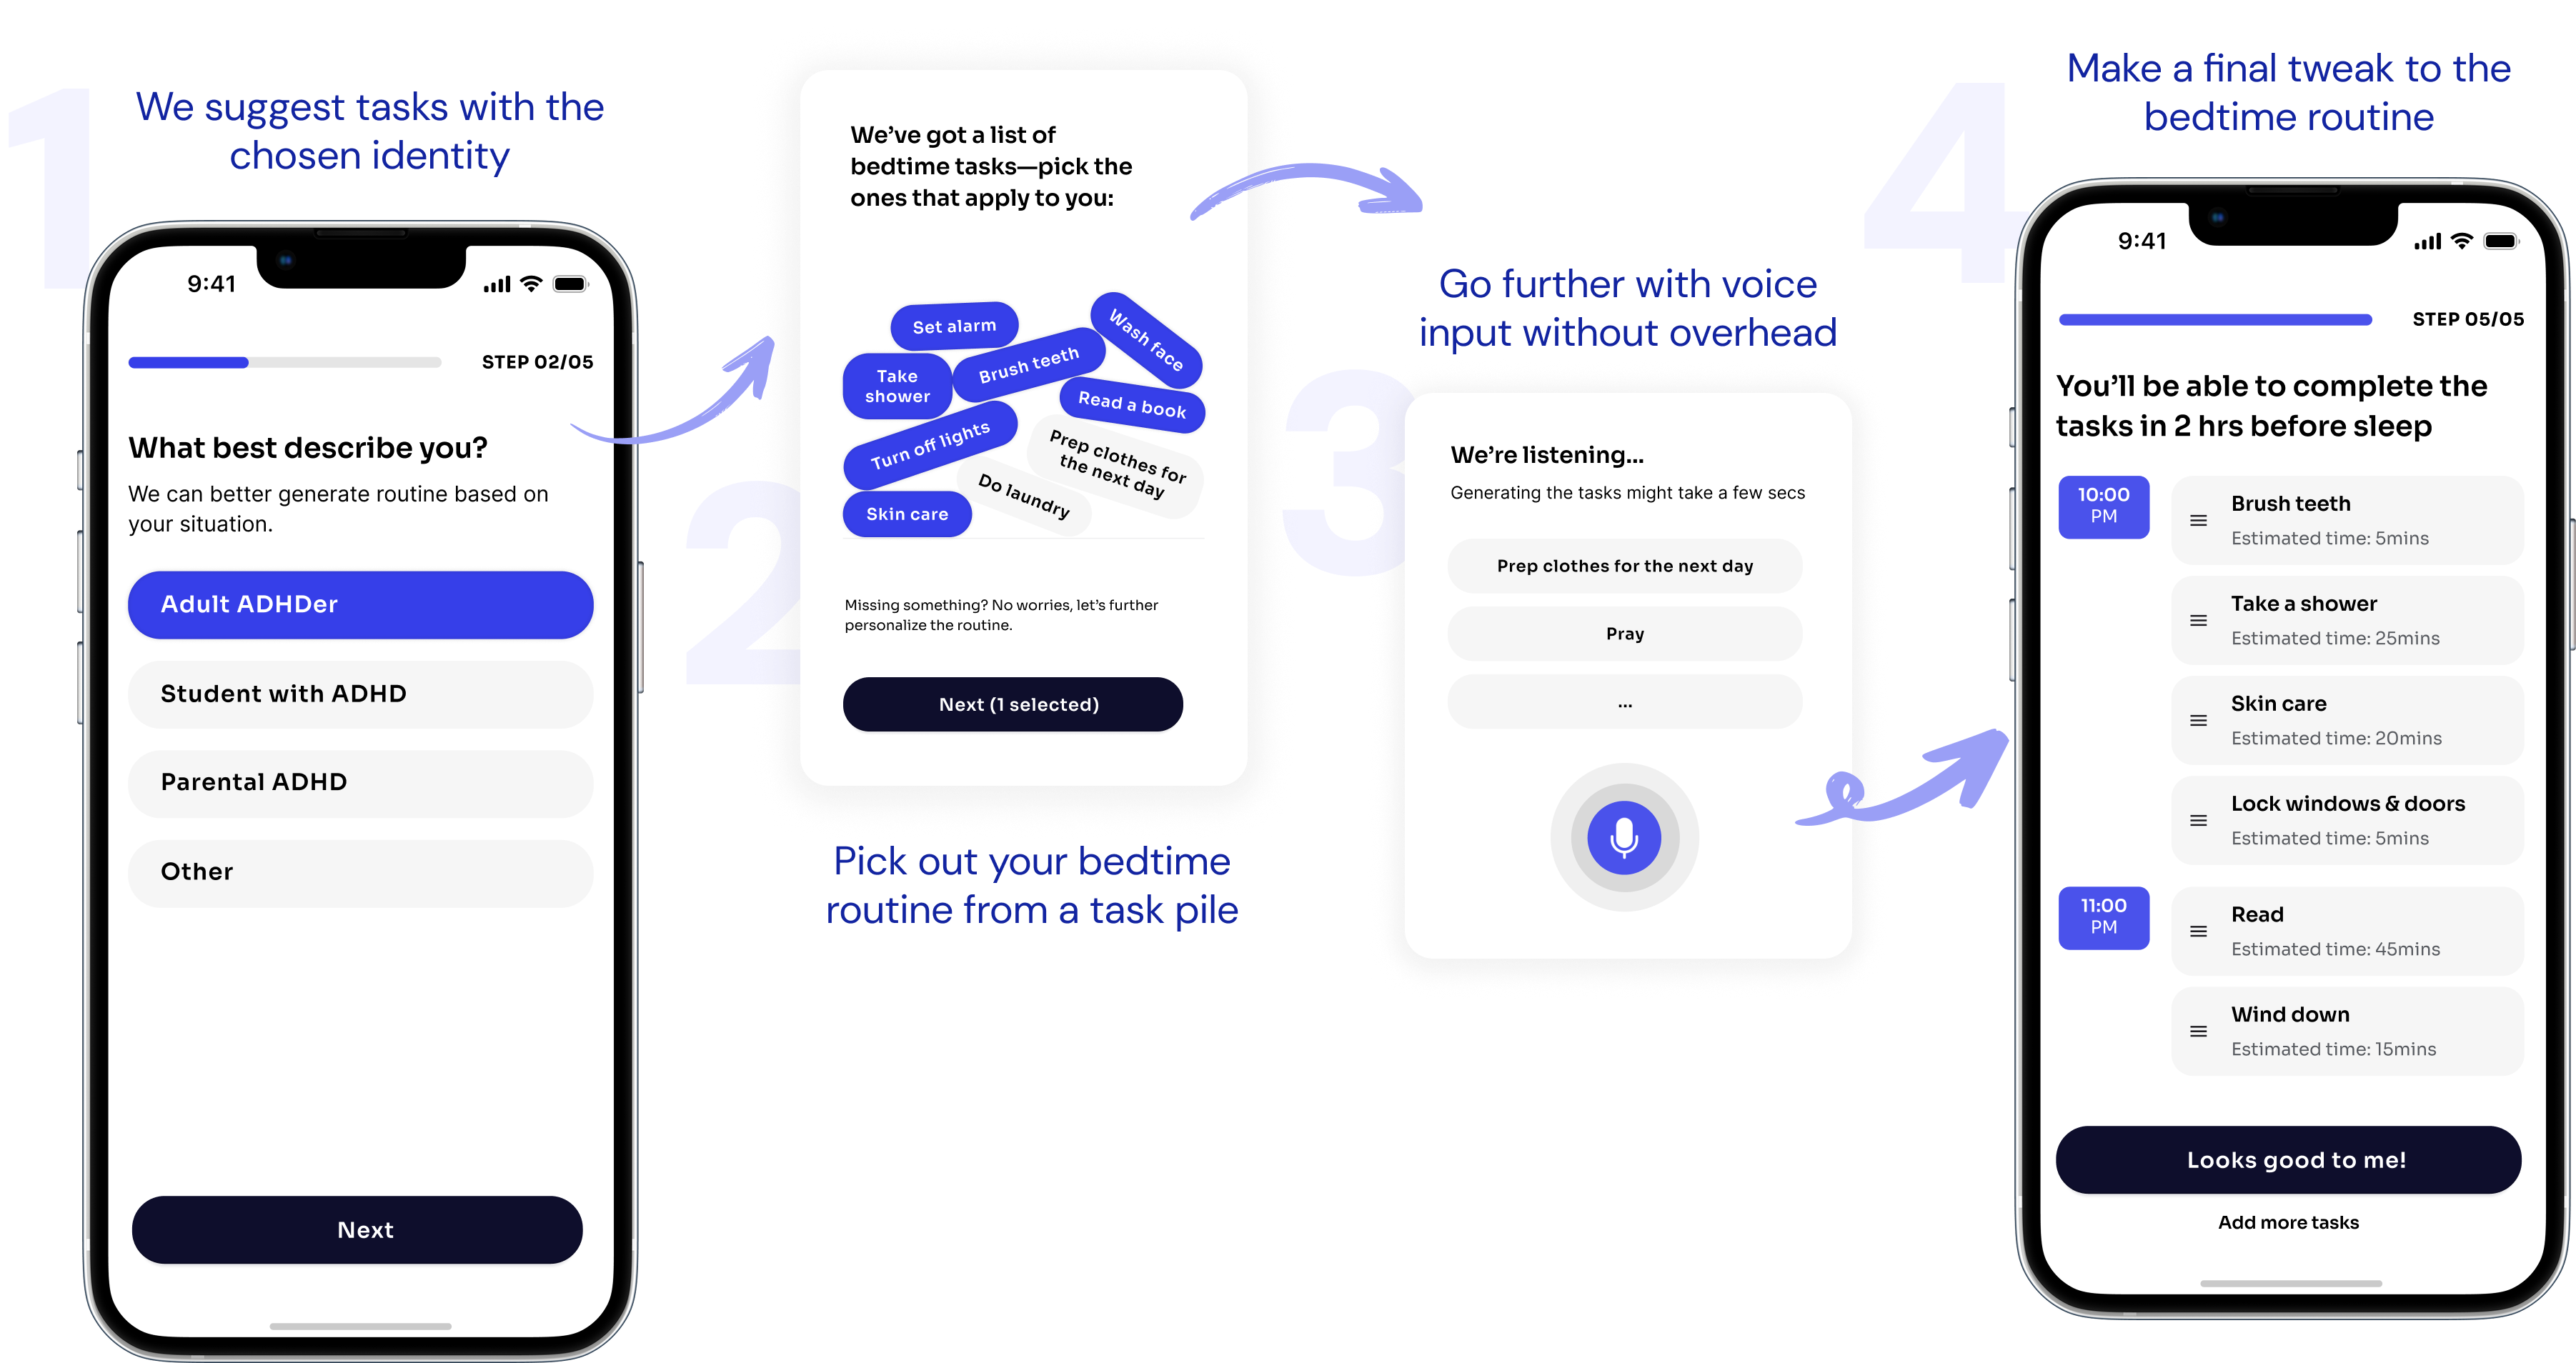 1
We suggest tasks with the
chosen identity
9:41
STEP 02/05
What best describe you?
We can better generate routine based on
your situation.
Adult ADHDer
Student with ADHD
Parental ADHD
Other
Next
2
We’ve got a list of
bedtime tasks—pick the
ones that apply to you:
Set alarm
Wash face
Take
shower
Brush teeth
Read a book
Turn off lights
Prep clothes for
the next day
Do laundry
Skin care
Missing something? No worries, let’s further
personalize the routine.
Next (1 selected)
Pick out your bedtime
routine from a task pile
3
Go further with voice
input without overhead
We’re listening...
Generating the tasks might take a few secs
Prep clothes for the next day
Pray
...
4
Make a final tweak to the
bedtime routine
9:41
STEP 05/05
You’ll be able to complete the
tasks in 2 hrs before sleep
10:00
PM
Brush teeth
Estimated time: 5mins
Take a shower
Estimated time: 25mins
Skin care
Estimated time: 20mins
Lock windows & doors
Estimated time: 5mins
11:00
PM
Read
Estimated time: 45mins
Wind down
Estimated time: 15mins
Looks good to me!
Add more tasks